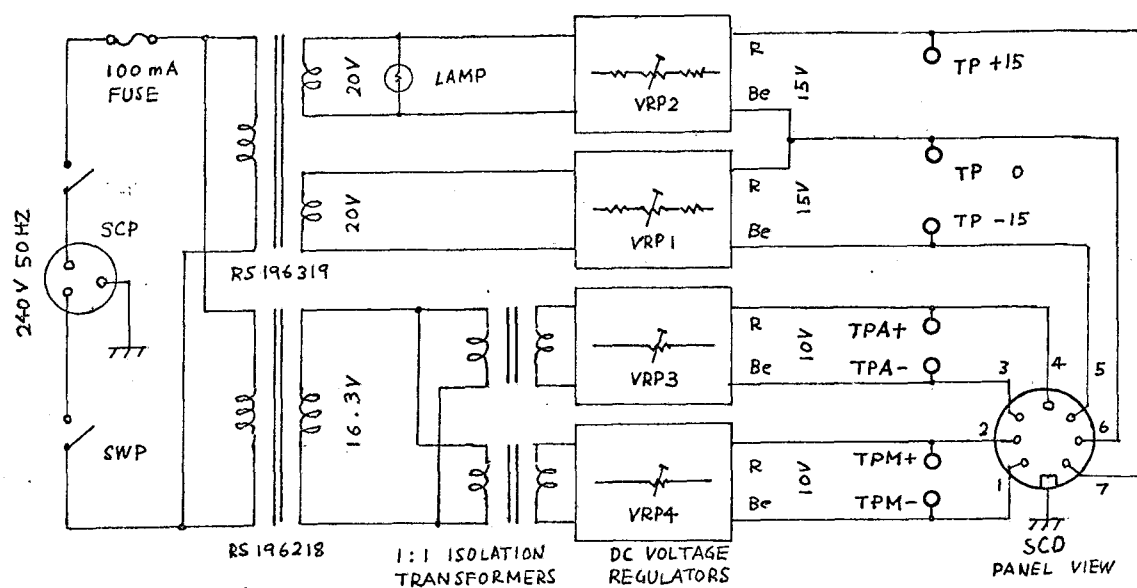 100 mA
FUSE
240V 50HZ
SCP
SWP
RS 196319
RS 196218
20V
LAMP
20V
16.3V
1:1 ISOLATION
TRANSFORMERS
VRP2
VRP1
VRP3
VRP4
DC VOLTAGE
REGULATORS
R
Be
15V
R
Be
15V
R
Be
10V
R
Be
10V
TP +15
TP 0
TP -15
TPA+
TPA-
TPM+
TPM-
3
4
5
2
6
1
7
SCD
PANEL VIEW